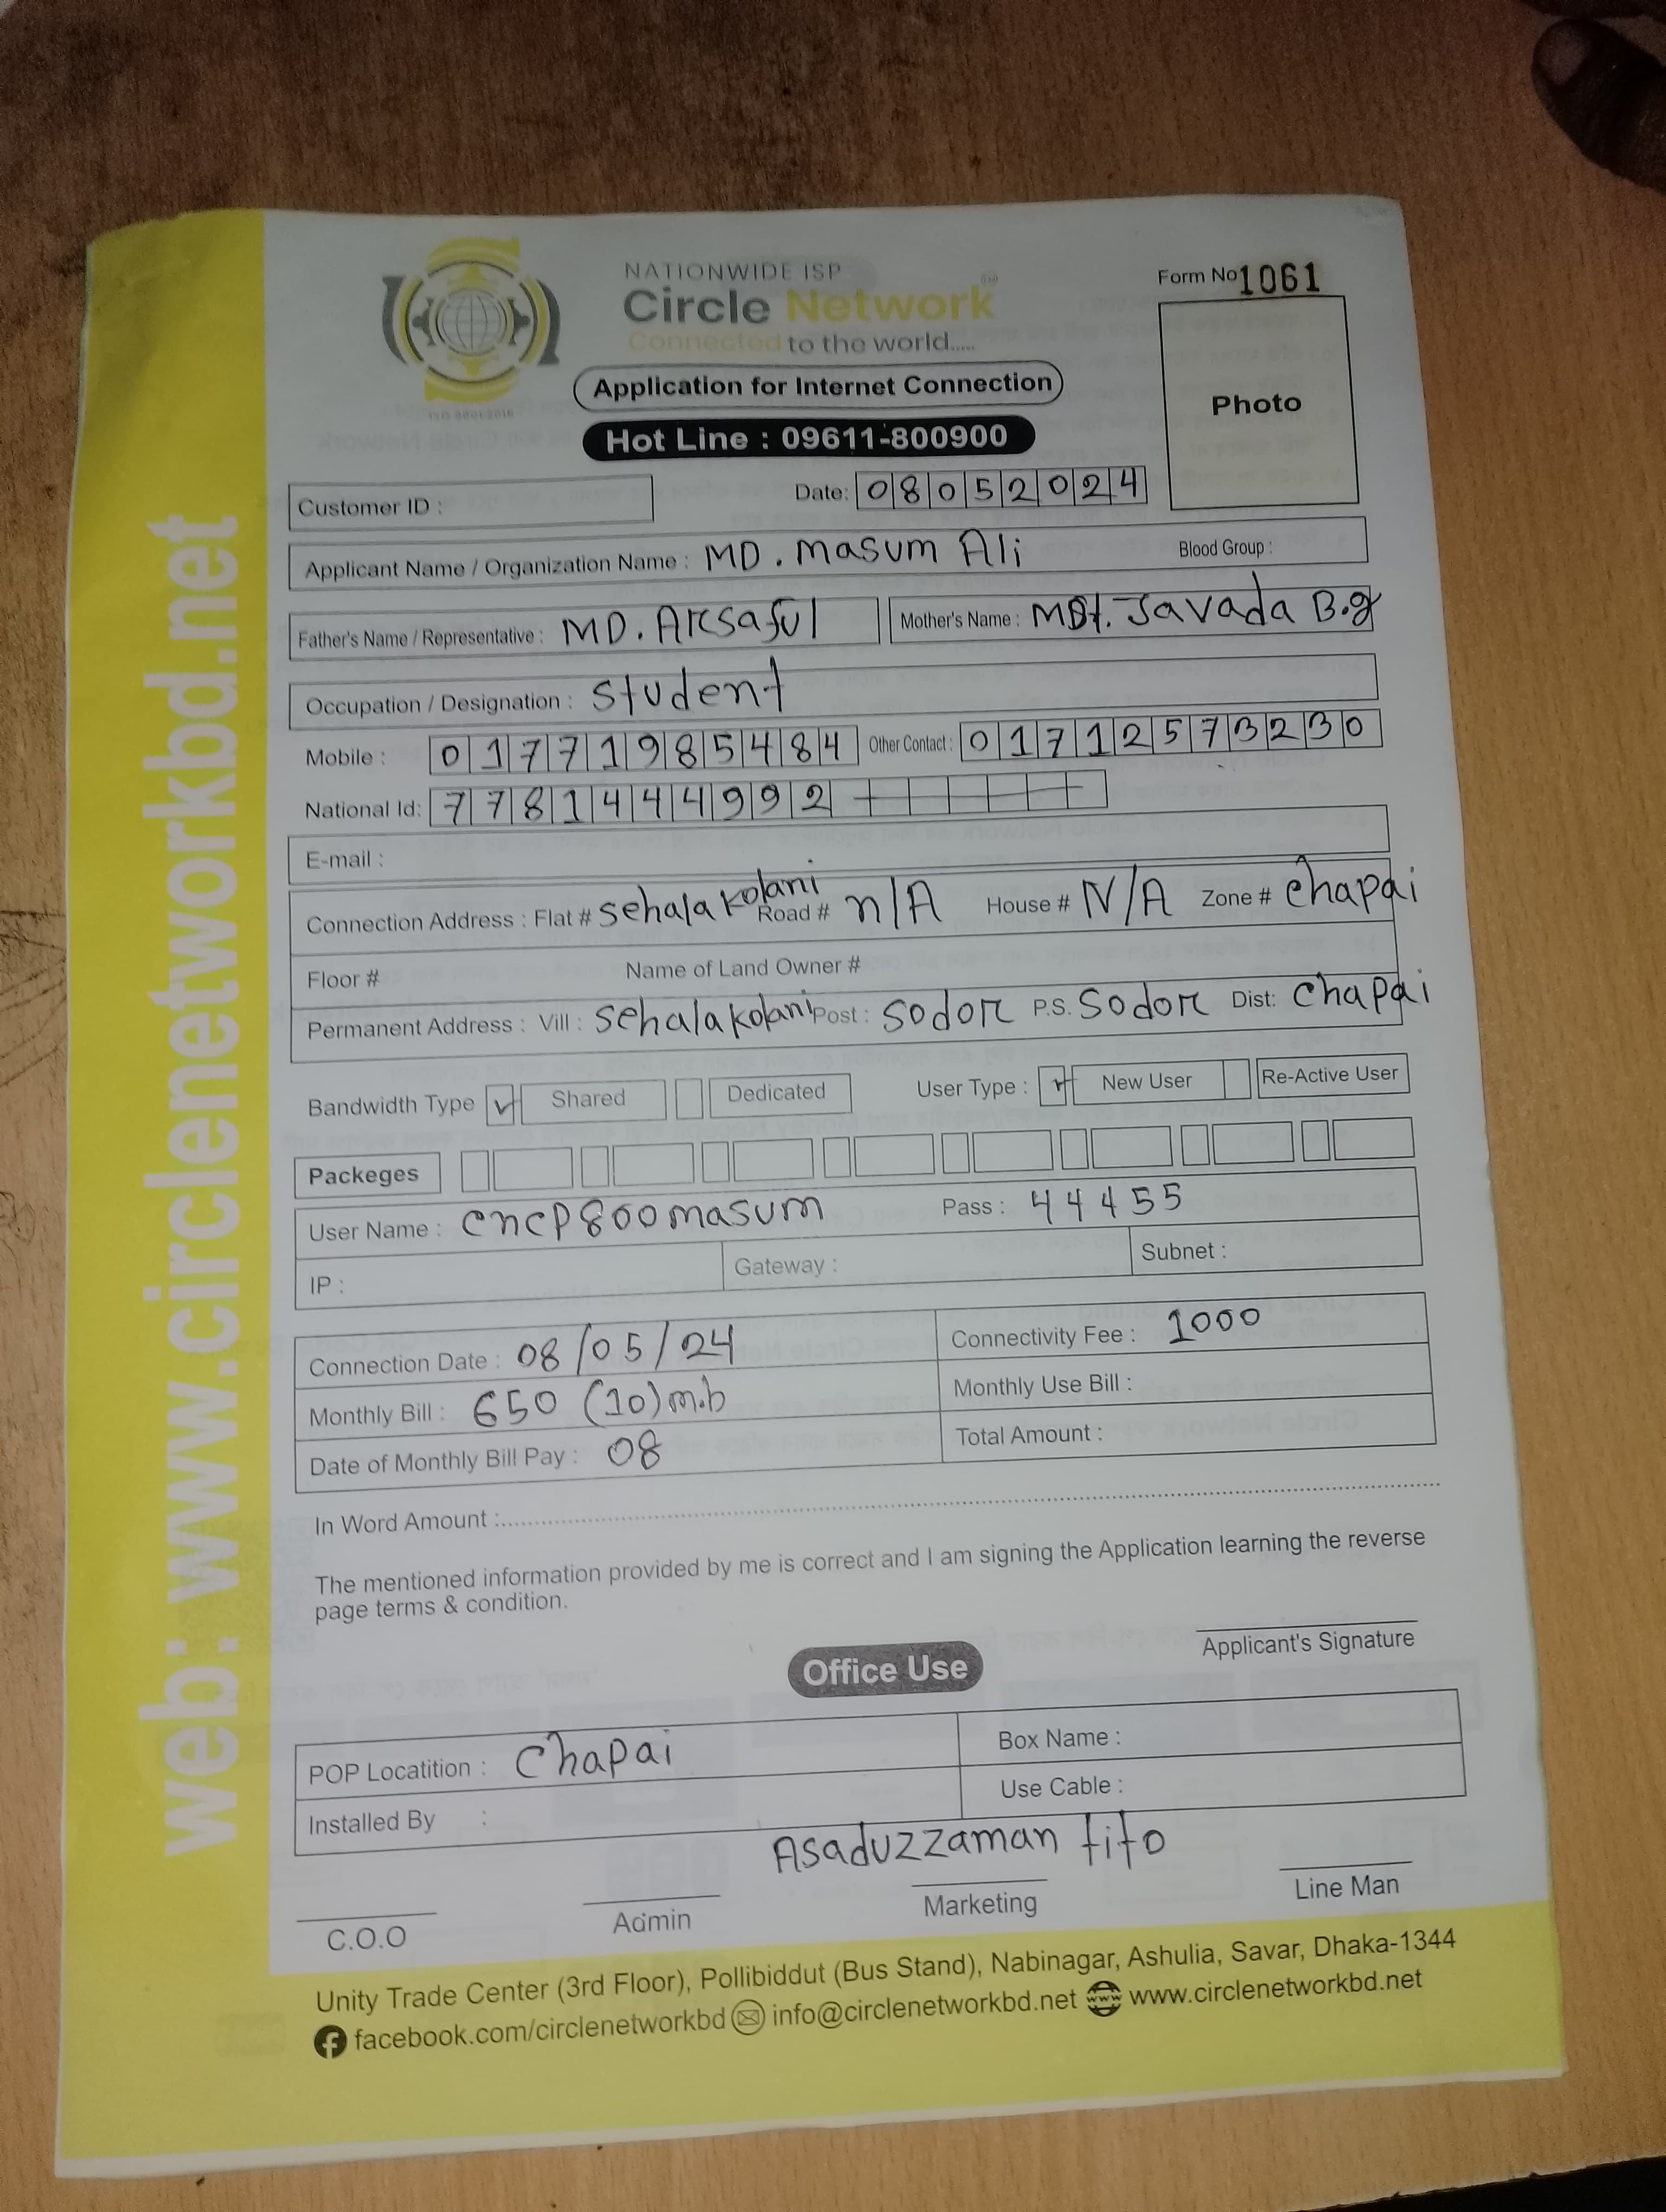 web: www.circlenetworkbd.net
NATIONWIDE ISP
Circle Network
Connected to the world.....
ISO 9001:2015
Form No 1061
Application for Internet Connection
Photo
Hot Line : 09611-800900
Customer ID :
Date: 08052024
Applicant Name / Organization Name : MD. Masum Ali Blood Group :
Father's Name / Representative : MD. Arsaful Mother's Name : MSt. Javada B.g
Occupation / Designation : Student
Mobile : 01771985484 Other Contact : 01712573230
National Id: 7781444992
E-mail :
Connection Address : Flat # Sehalakolani Road # n/A House # N/A Zone # chapai
Floor # Name of Land Owner #
Permanent Address : Vill : Sehalakolani Post : Sodor P.S. Sodor Dist: Chapai
Bandwidth Type Shared Dedicated User Type : New User Re-Active User
Packeges
User Name : cncp800masum Pass : 44455
IP : Gateway : Subnet :
Connection Date : 08/05/24 Connectivity Fee : 1000
Monthly Bill : 650 (10)m.b Monthly Use Bill :
Date of Monthly Bill Pay : 08 Total Amount :
In Word Amount :
The mentioned information provided by me is correct and I am signing the Application learning the reverse
page terms & condition.
Applicant's Signature
Office Use
POP Locatition : Chapai Box Name :
Installed By : Use Cable :
Asaduzzaman tito
C.O.O Admin Marketing Line Man
Unity Trade Center (3rd Floor), Pollibiddut (Bus Stand), Nabinagar, Ashulia, Savar, Dhaka-1344
facebook.com/circlenetworkbd info@circlenetworkbd.net www.circlenetworkbd.net